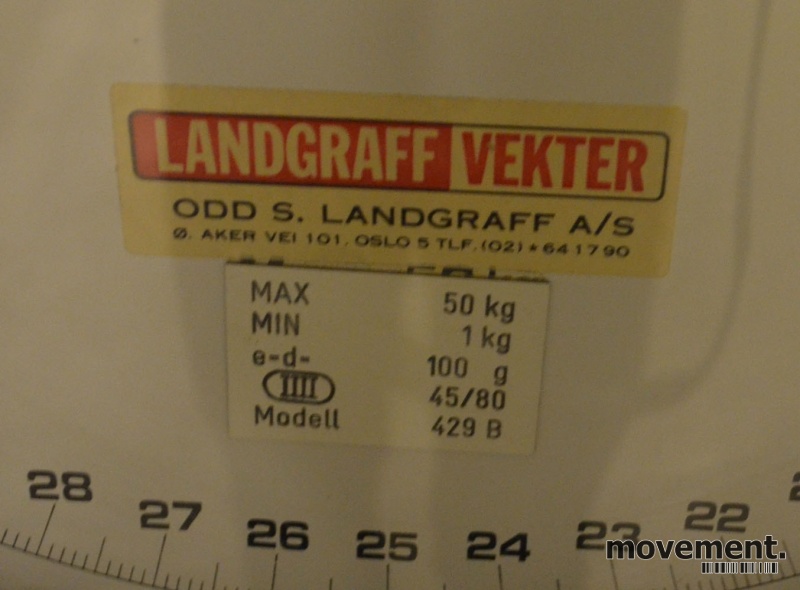 LANDGRAFF VEKTER
ODD S. LANDGRAFF A/S
Ø. AKER VEI 101, OSLO 5 TLF. (02) * 641790
MAX 50 kg
MIN 1 kg
e-d- 100 g
IIII 45/80
Modell 429 B
28 27 26 25 24 23 22
movement.